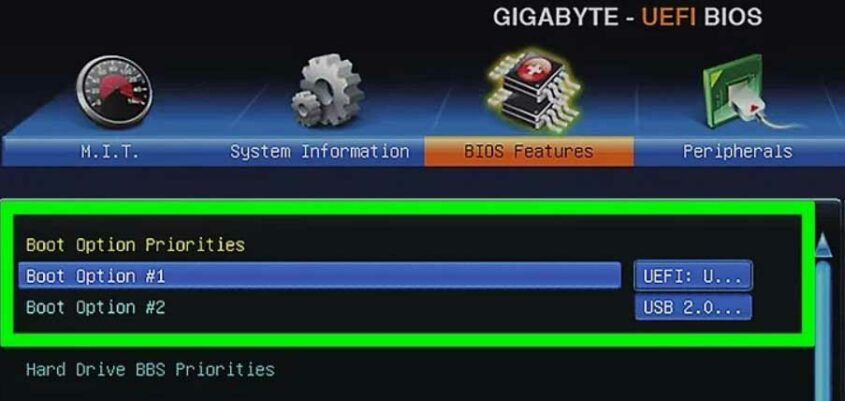 GIGABYTE - UEFI BIOS
M.I.T.
System Information
BIOS Features
Peripherals
Boot Option Priorities
Boot Option #1 UEFI: U...
Boot Option #2 USB 2.0...
Hard Drive BBS Priorities